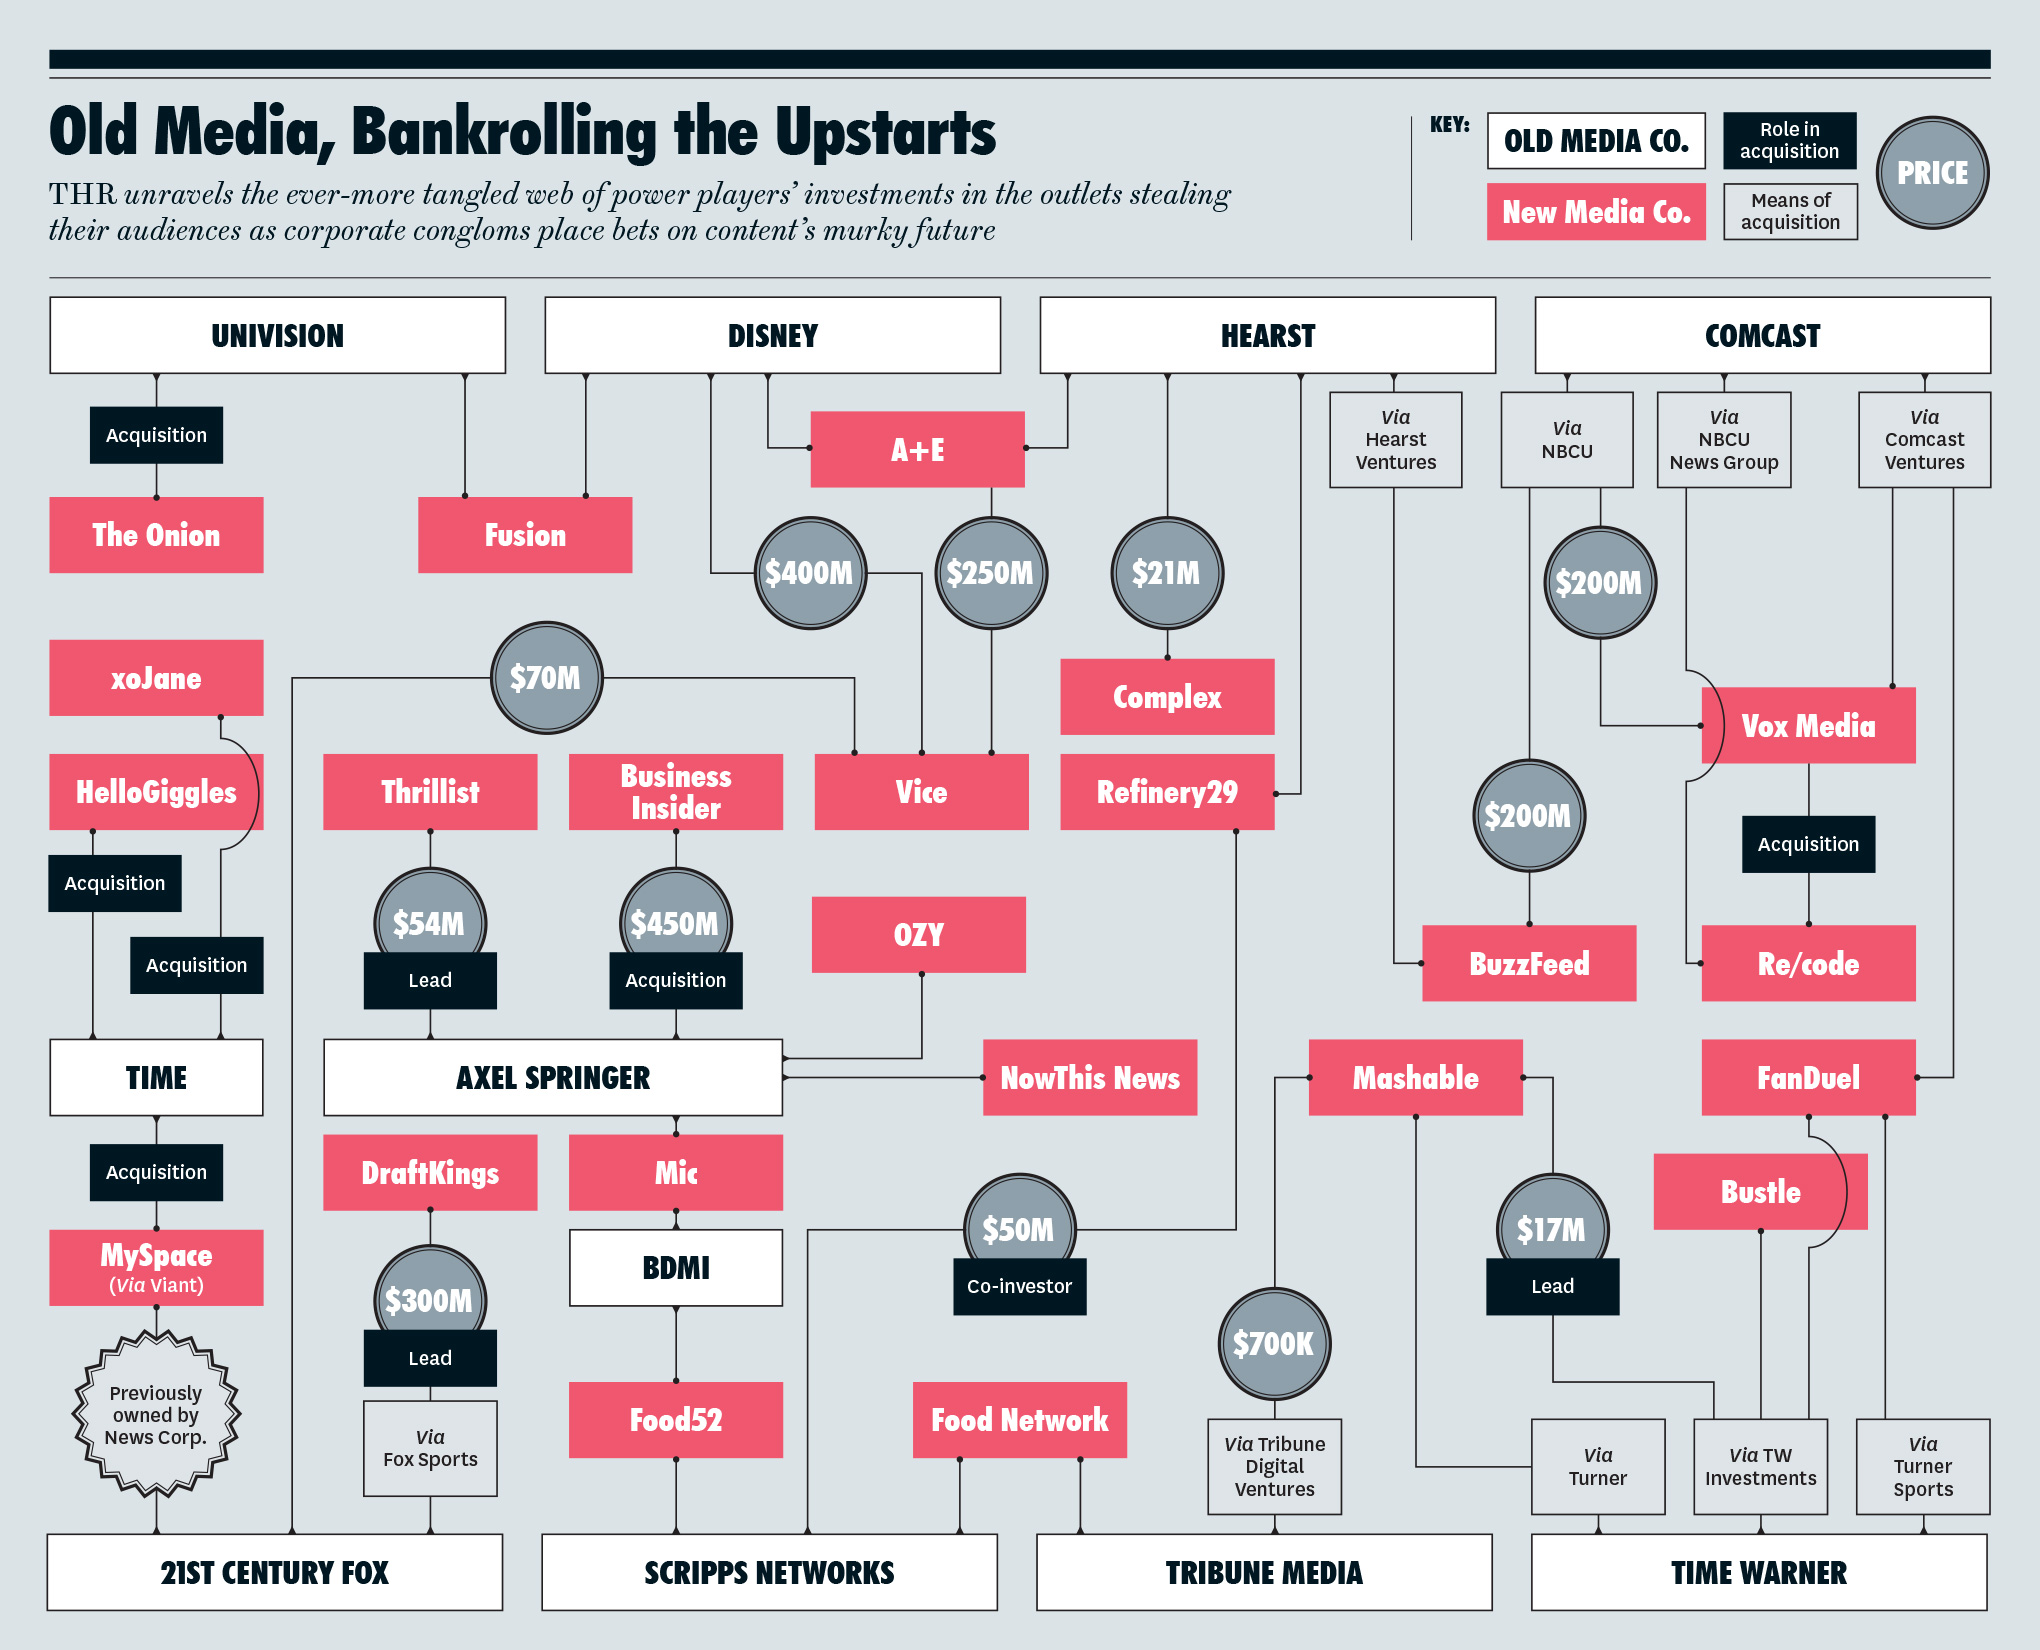 Old Media, Bankrolling the Upstarts
THR unravels the ever-more tangled web of power players' investments in the outlets stealing
their audiences as corporate congloms place bets on content's murky future
KEY:
OLD MEDIA CO.
Role in
acquisition
PRICE
New Media Co.
Means of
acquisition
UNIVISION
DISNEY
HEARST
COMCAST
Acquisition
A+E
Via
Hearst
Ventures
Via
NBCU
Via
NBCU
News Group
Via
Comcast
Ventures
The Onion
Fusion
$400M
$250M
$21M
$200M
xoJane
$70M
Complex
Vox Media
HelloGiggles
Thrillist
Business
Insider
Vice
Refinery29
$200M
Acquisition
Acquisition
$54M
Lead
$450M
Acquisition
OZY
Acquisition
BuzzFeed
Re/code
TIME
AXEL SPRINGER
NowThis News
Mashable
FanDuel
Acquisition
DraftKings
Mic
Bustle
MySpace
(Via Viant)
BDMI
$50M
Co-investor
$17M
Lead
$300M
Lead
$700K
Previously
owned by
News Corp.
Via
Fox Sports
Food52
Food Network
Via Tribune
Digital
Ventures
Via
Turner
Via TW
Investments
Via
Turner
Sports
21ST CENTURY FOX
SCRIPPS NETWORKS
TRIBUNE MEDIA
TIME WARNER